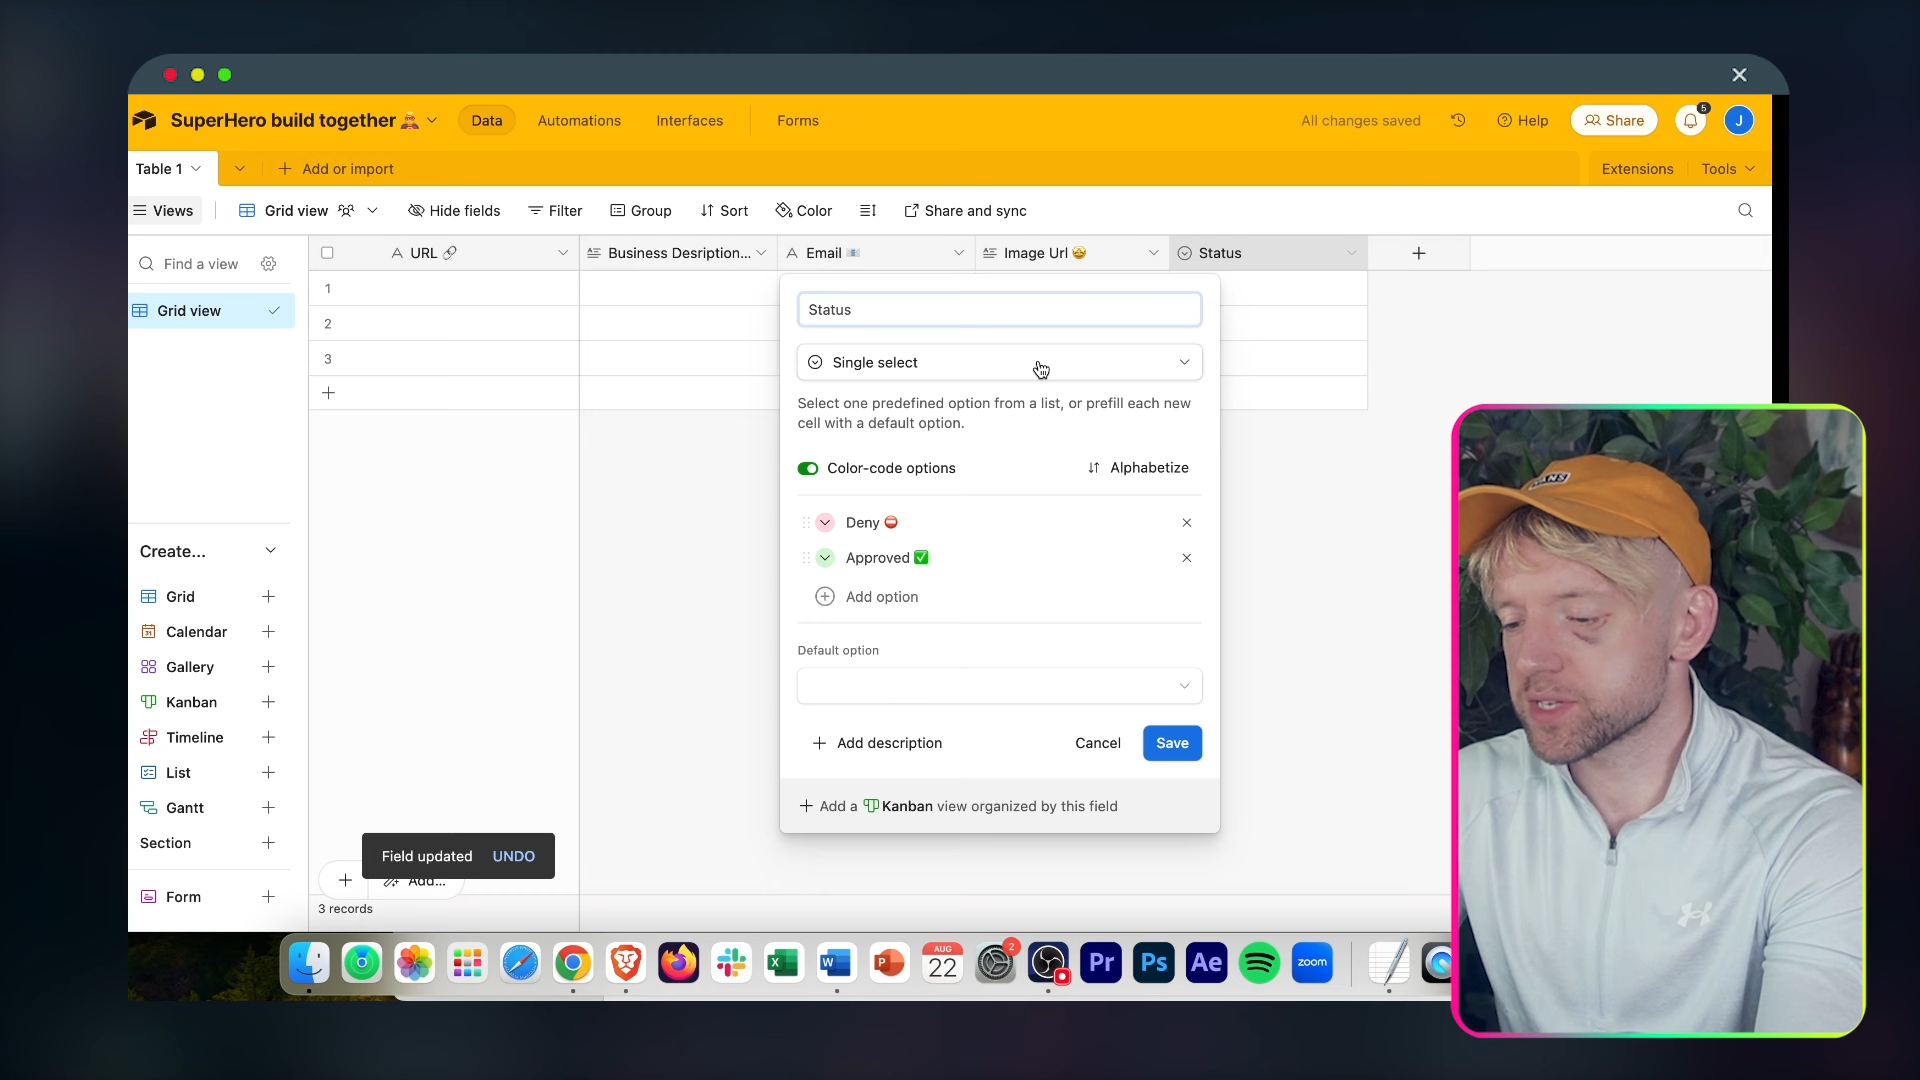 SuperHero build together
Data
Automations
Interfaces
Forms
All changes saved
Help
Share
5
J
Table 1
Add or import
Extensions
Tools
Views
Grid view
Hide fields
Filter
Group
Sort
Color
Share and sync
Find a view
URL
Business Desription...
Email
Image Url
Status
Grid view
1
2
3
Status
Single select
Select one predefined option from a list, or prefill each new
cell with a default option.
Color-code options
Alphabetize
Deny
Approved
Add option
Default option
Add description
Cancel
Save
Add a Kanban view organized by this field
Create...
Grid
Calendar
Gallery
Kanban
Timeline
List
Gantt
Section
Form
Field updated UNDO
Add...
3 records
AUG
22
2
X
W
P
Pr
Ps
Ae
zoom
VANS